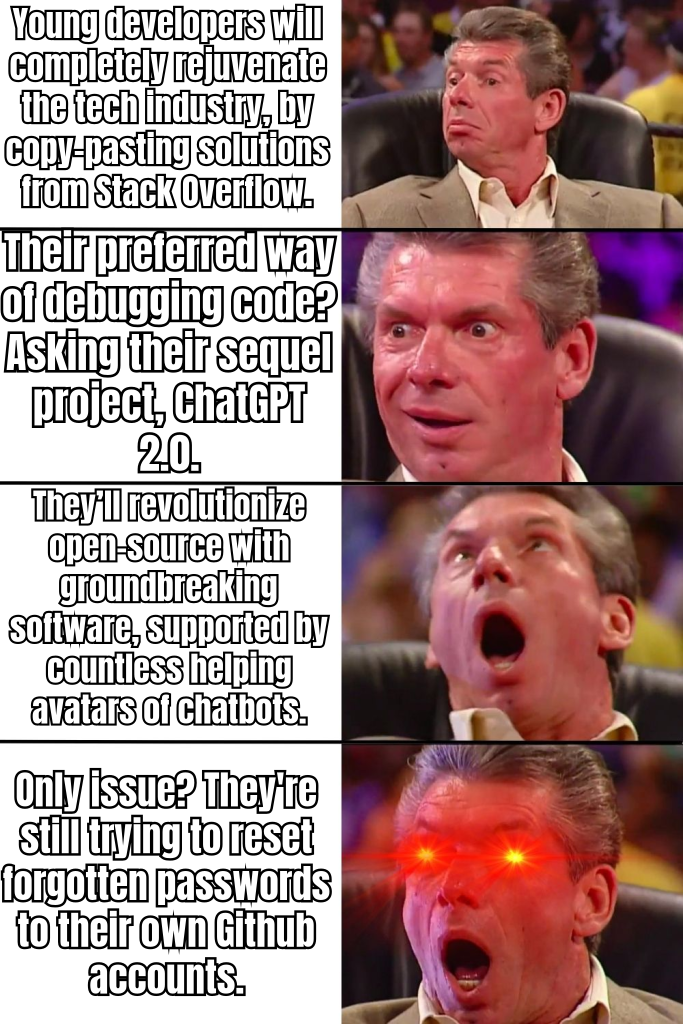 Young developers will
completely rejuvenate
the tech industry, by
copy-pasting solutions
from Stack Overflow.
Their preferred way
of debugging code?
Asking their sequel
project, ChatGPT
2.0.
They'll revolutionize
open-source with
groundbreaking
software, supported by
countless helping
avatars of chatbots.
Only issue? They're
still trying to reset
forgotten passwords
to their own Github
accounts.